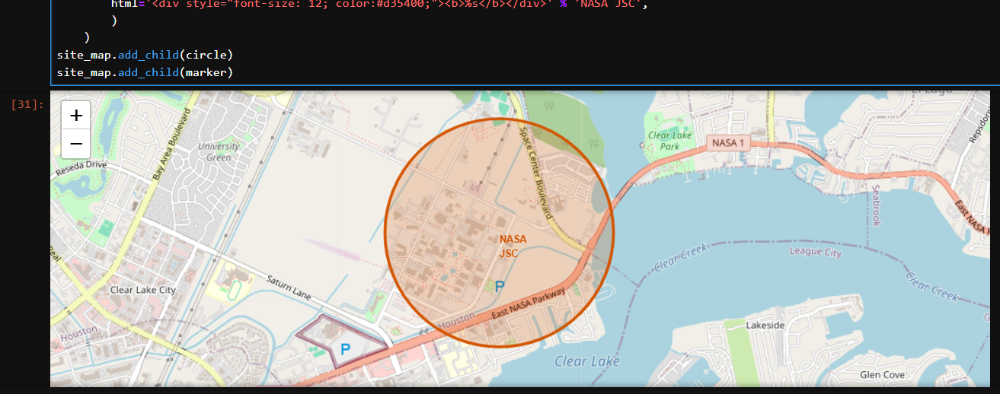 html='<div style="font-size: 12; color:#d35400;"><b>%s</b></div>' % 'NASA JSC',
)
)
site_map.add_child(circle)
site_map.add_child(marker)
[31]:
+
−
El Lago
Bay Area Boulevard
University
Green
Reseda Drive
Space Center Boulevard
Clear Lake
Park
NASA 1
Seabrook
East NASA
NASA
JSC
Clear Creek
League City
Clear Creek
Saturn Lane
Clear Lake City
P
East NASA Parkway
Houston
Houston
P
Clear Lake
Lakeside
Glen Cove